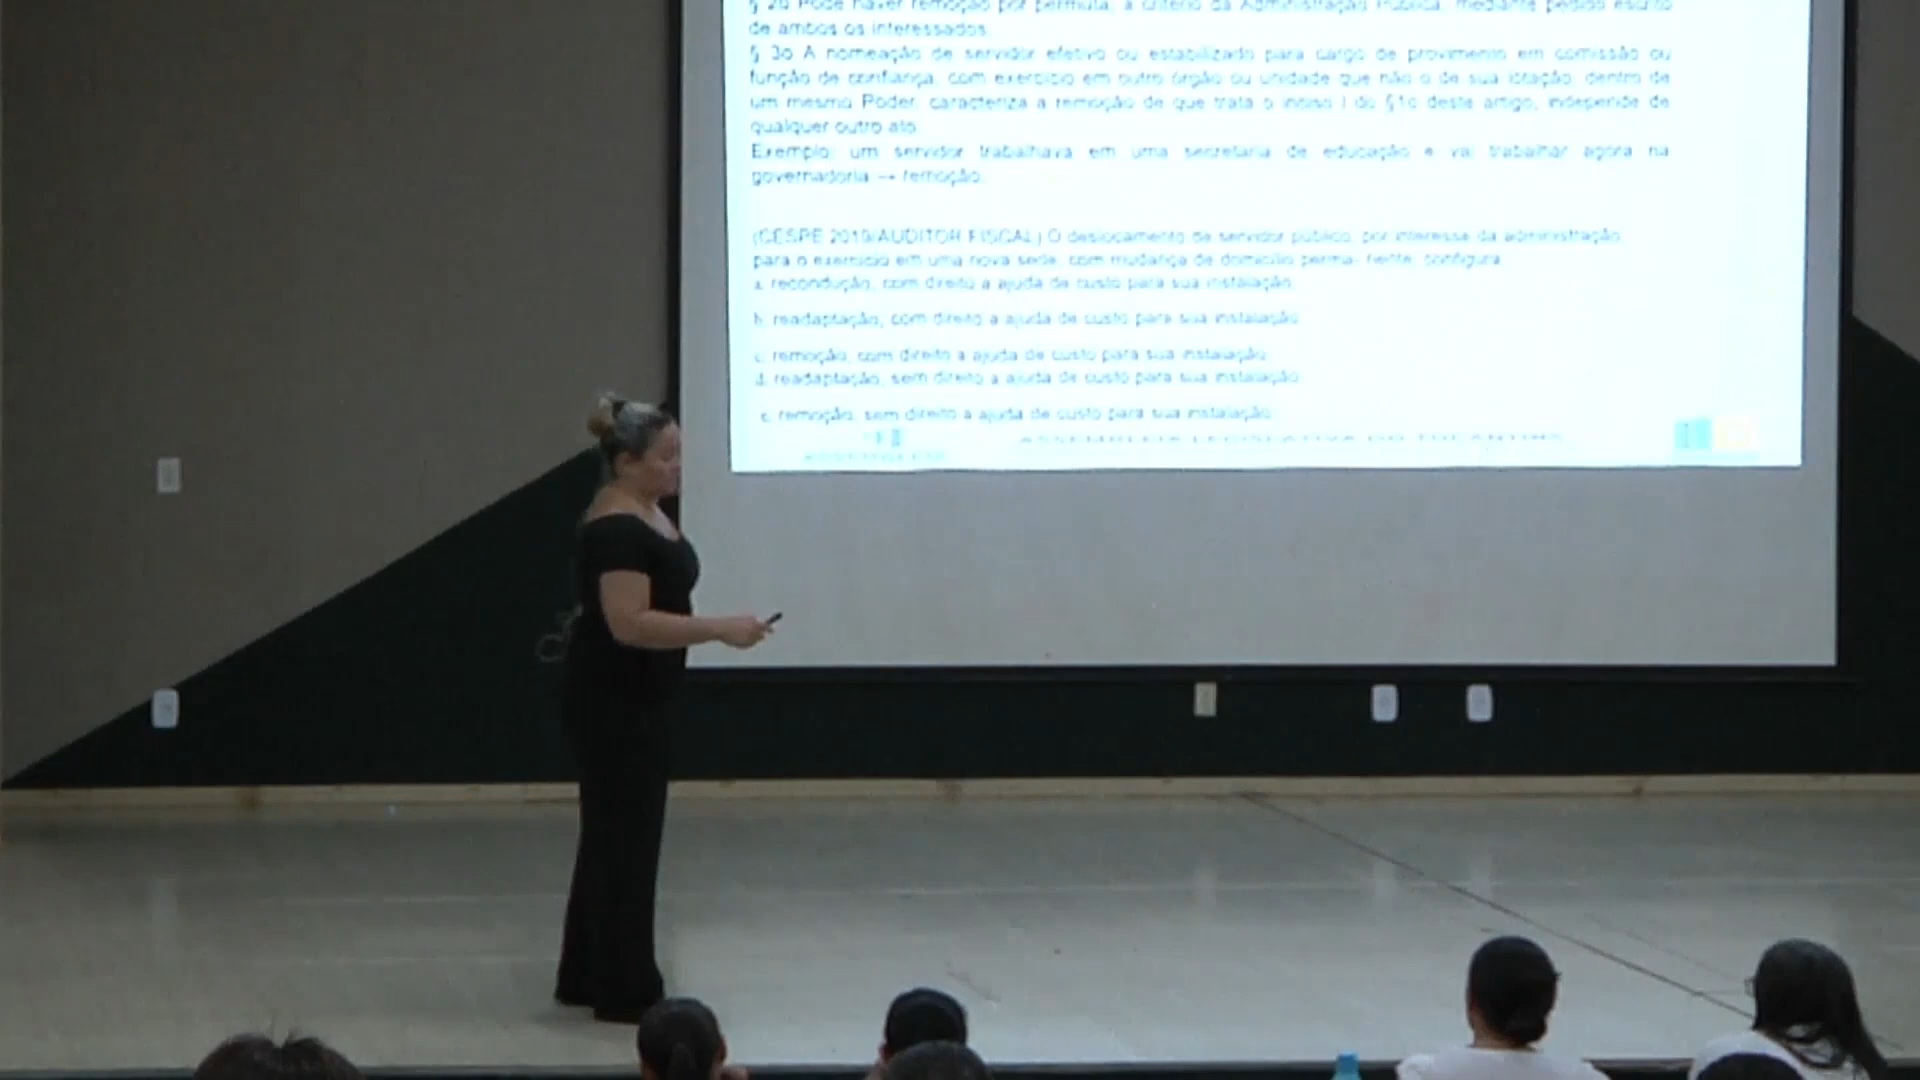 § 2o Pode haver remoção por permuta, a critério da Administração Pública, mediante pedido escrito
de ambos os interessados.
§ 3o A nomeação de servidor efetivo ou estabilizado para cargo de provimento em comissão ou
função de confiança, com exercício em outro órgão ou unidade que não o de sua lotação, dentro de
um mesmo Poder, caracteriza a remoção de que trata o inciso I do §1o deste artigo, independe de
qualquer outro ato.
Exemplo: um servidor trabalhava em uma secretaria de educação e vai trabalhar agora na
governadoria → remoção.
(CESPE 2019/AUDITOR FISCAL) O deslocamento de servidor público, por interesse da administração,
para o exercício em uma nova sede, com mudança de domicílio perma- nente, configura
a. recondução, com direito a ajuda de custo para sua instalação.
b. readaptação, com direito a ajuda de custo para sua instalação.
c. remoção, com direito a ajuda de custo para sua instalação.
d. readaptação, sem direito a ajuda de custo para sua instalação.
e. remoção, sem direito a ajuda de custo para sua instalação.